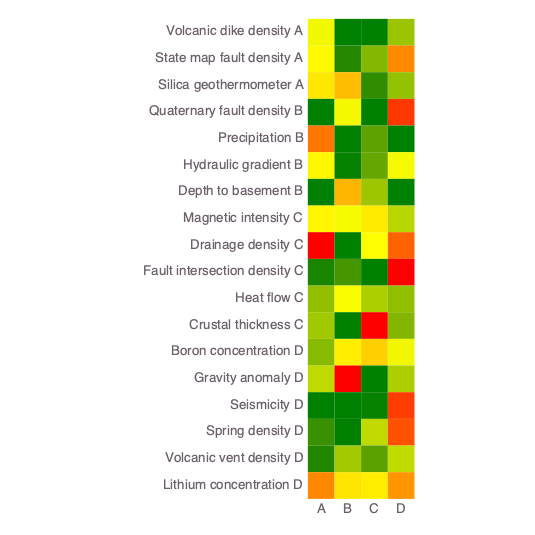 Volcanic dike density A
State map fault density A
Silica geothermometer A
Quaternary fault density B
Precipitation B
Hydraulic gradient B
Depth to basement B
Magnetic intensity C
Drainage density C
Fault intersection density C
Heat flow C
Crustal thickness C
Boron concentration D
Gravity anomaly D
Seismicity D
Spring density D
Volcanic vent density D
Lithium concentration D
A B C D